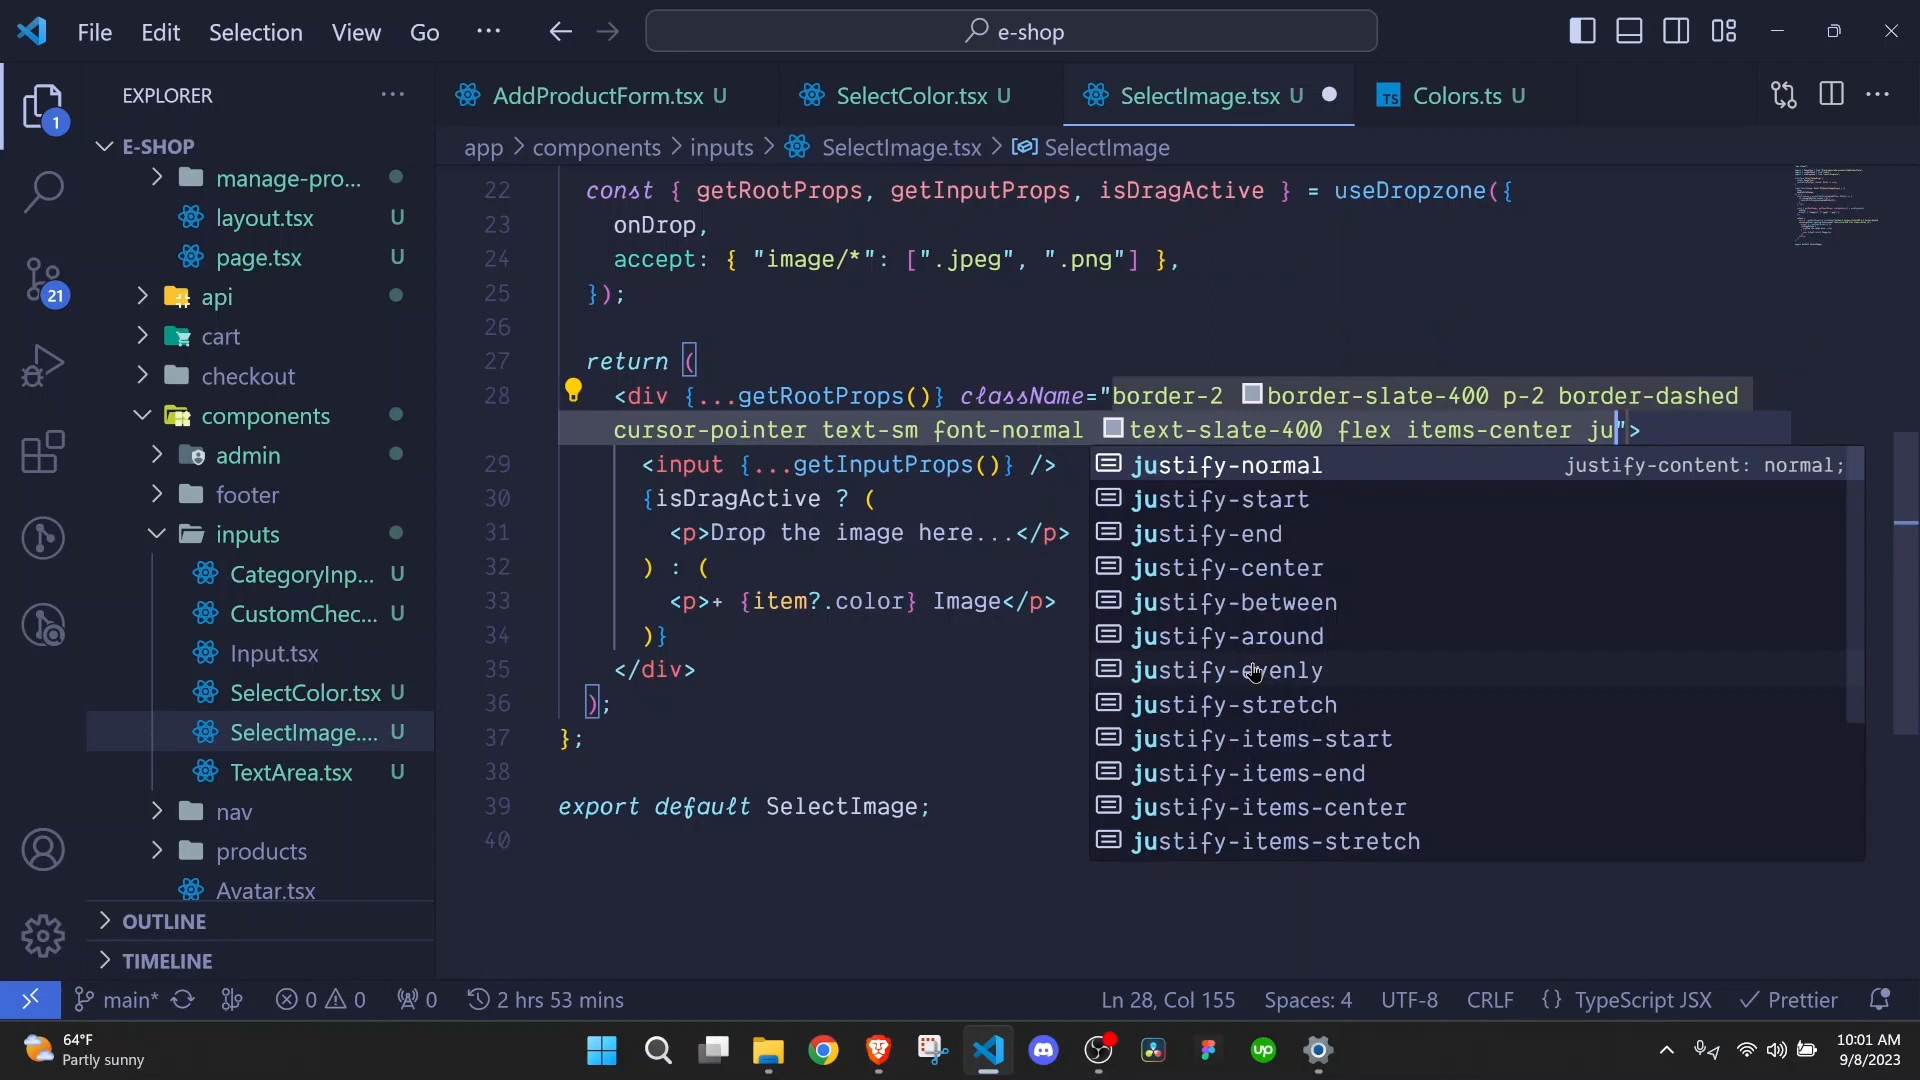 File Edit Selection View Go ··· e-shop
EXPLORER ···
E-SHOP
manage-pro...
layout.tsx U
page.tsx U
api
cart
checkout
components
admin
footer
inputs
CategoryInp... U
CustomChec... U
Input.tsx
SelectColor.tsx U
SelectImage.... U
TextArea.tsx U
nav
products
Avatar.tsx
OUTLINE
TIMELINE
1
21
AddProductForm.tsx U SelectColor.tsx U SelectImage.tsx U TS Colors.ts U
app > components > inputs > SelectImage.tsx > SelectImage
22 const { getRootProps, getInputProps, isDragActive } = useDropzone({
23 onDrop,
24 accept: { "image/*": [".jpeg", ".png"] },
25 });
26
27 return (
28 <div {...getRootProps()} className="border-2 border-slate-400 p-2 border-dashed
cursor-pointer text-sm font-normal text-slate-400 flex items-center ju">
29 <input {...getInputProps()} />
30 {isDragActive ? (
31 <p>Drop the image here...</p>
32 ) : (
33 <p>+ {item?.color} Image</p>
34 )}
35 </div>
36 );
37 };
38
39 export default SelectImage;
40
justify-normal justify-content: normal;
justify-start
justify-end
justify-center
justify-between
justify-around
justify-evenly
justify-stretch
justify-items-start
justify-items-end
justify-items-center
justify-items-stretch
main* 0 0 0 2 hrs 53 mins Ln 28, Col 155 Spaces: 4 UTF-8 CRLF {} TypeScript JSX Prettier
64°F
Partly sunny
up
10:01 AM
9/8/2023